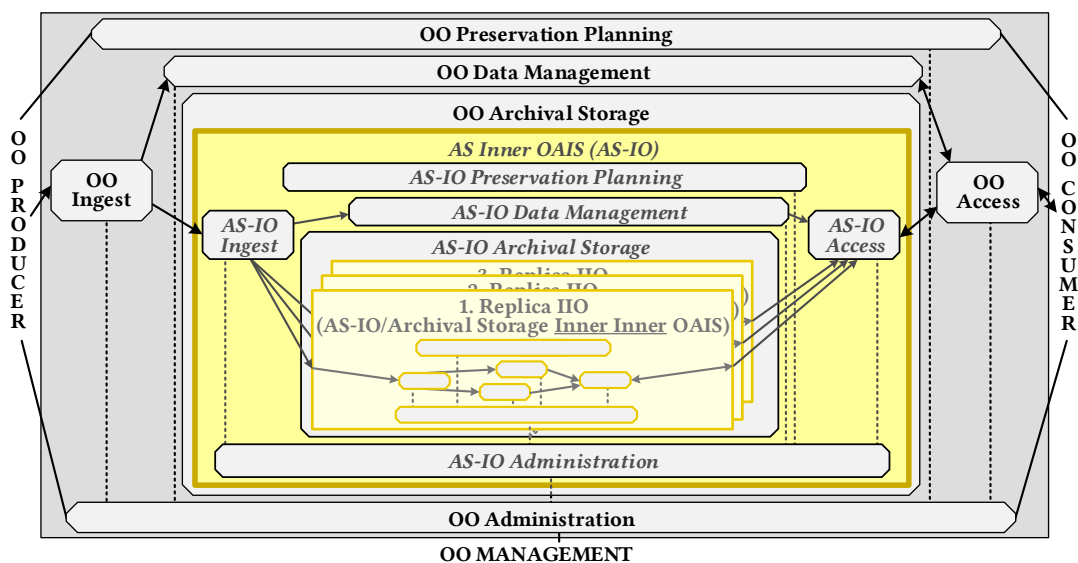 OO Preservation Planning
OO Data Management
OO Archival Storage
OO PRODUCER
OO CONSUMER
OO
Ingest
OO
Access
AS Inner OAIS (AS-IO)
AS-IO Preservation Planning
AS-IO Data Management
AS-IO
Ingest
AS-IO
Access
AS-IO Archival Storage
3. Replica IIO
2. Replica IIO
1. Replica IIO
(AS-IO/Archival Storage Inner Inner OAIS)
AS-IO Administration
OO Administration
OO MANAGEMENT